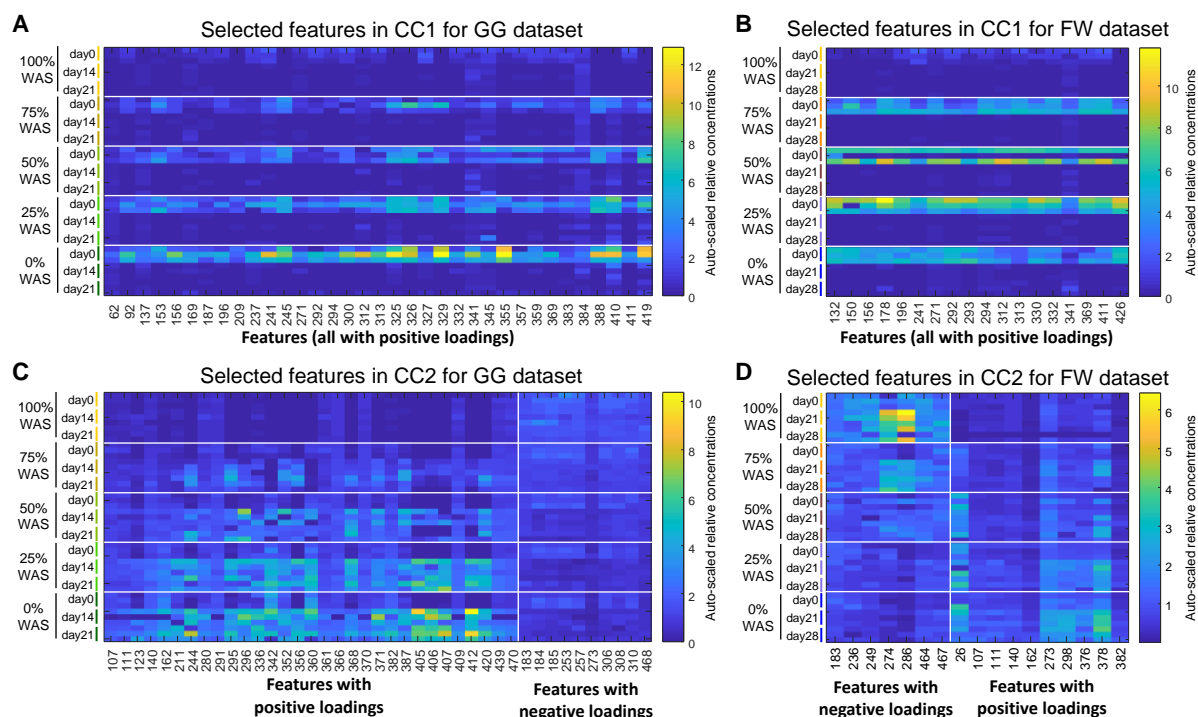 A
Selected features in CC1 for GG dataset
100% WAS
day0
day14
day21
75% WAS
day0
day14
day21
50% WAS
day0
day14
day21
25% WAS
day0
day14
day21
0% WAS
day0
day14
day21
62 92 137 153 156 169 187 196 209 237 241 245 271 292 294 300 312 313 325 326 327 329 332 341 345 355 357 359 369 383 384 388 410 411 419
Features (all with positive loadings)
12
10
8
6
4
2
0
Auto-scaled relative concentrations
B
Selected features in CC1 for FW dataset
100% WAS
day0
day21
day28
75% WAS
day0
day21
day28
50% WAS
day0
day21
day28
25% WAS
day0
day21
day28
0% WAS
day0
day21
day28
132 150 156 178 196 241 271 292 293 294 312 313 330 332 341 369 411 426
Features (all with positive loadings)
10
8
6
4
2
0
Auto-scaled relative concentrations
C
Selected features in CC2 for GG dataset
100% WAS
day0
day14
day21
75% WAS
day0
day14
day21
50% WAS
day0
day14
day21
25% WAS
day0
day14
day21
0% WAS
day0
day14
day21
107 111 123 140 162 211 244 280 291 295 296 336 342 352 356 360 361 366 368 370 371 382 387 405 406 407 409 412 420 439 470 183 184 185 253 257 273 306 308 310 468
Features with
positive loadings
Features with
negative loadings
10
8
6
4
2
0
Auto-scaled relative concentrations
D
Selected features in CC2 for FW dataset
100% WAS
day0
day21
day28
75% WAS
day0
day21
day28
50% WAS
day0
day21
day28
25% WAS
day0
day21
day28
0% WAS
day0
day21
day28
183 236 249 274 286 464 467 26 107 111 140 162 273 298 376 378 382
Features with
negative loadings
Features with
positive loadings
6
5
4
3
2
1
Auto-scaled relative concentrations